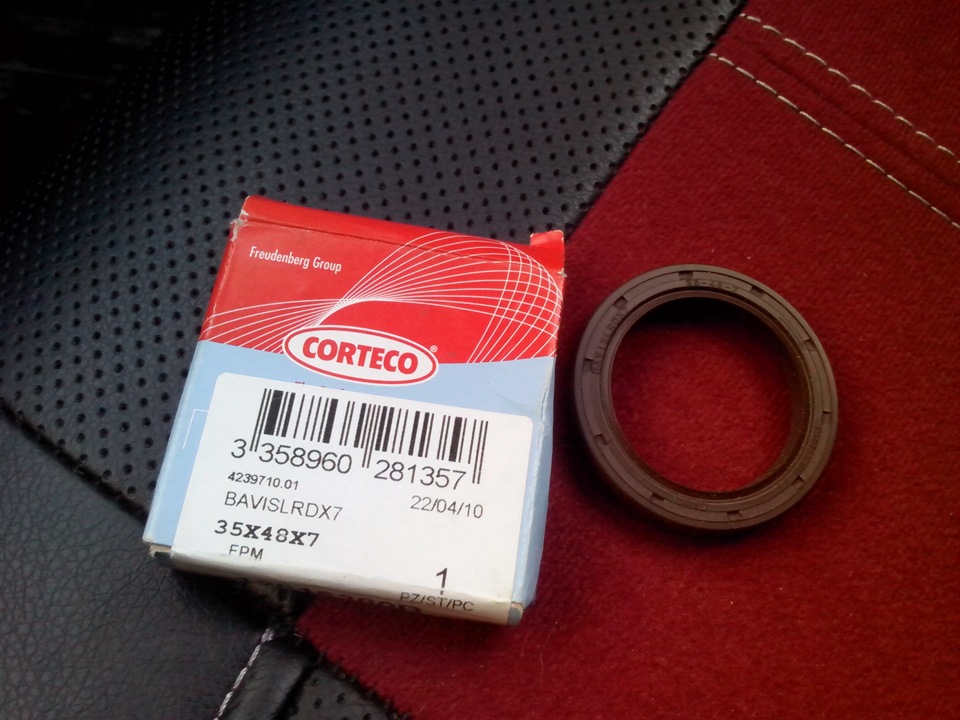 Freudenberg Group
CORTECO®
3 358960 281357
4239710.01
22/04/10
BAVISLRDX7
35X48X7
FPM
1
PZ/ST/PC